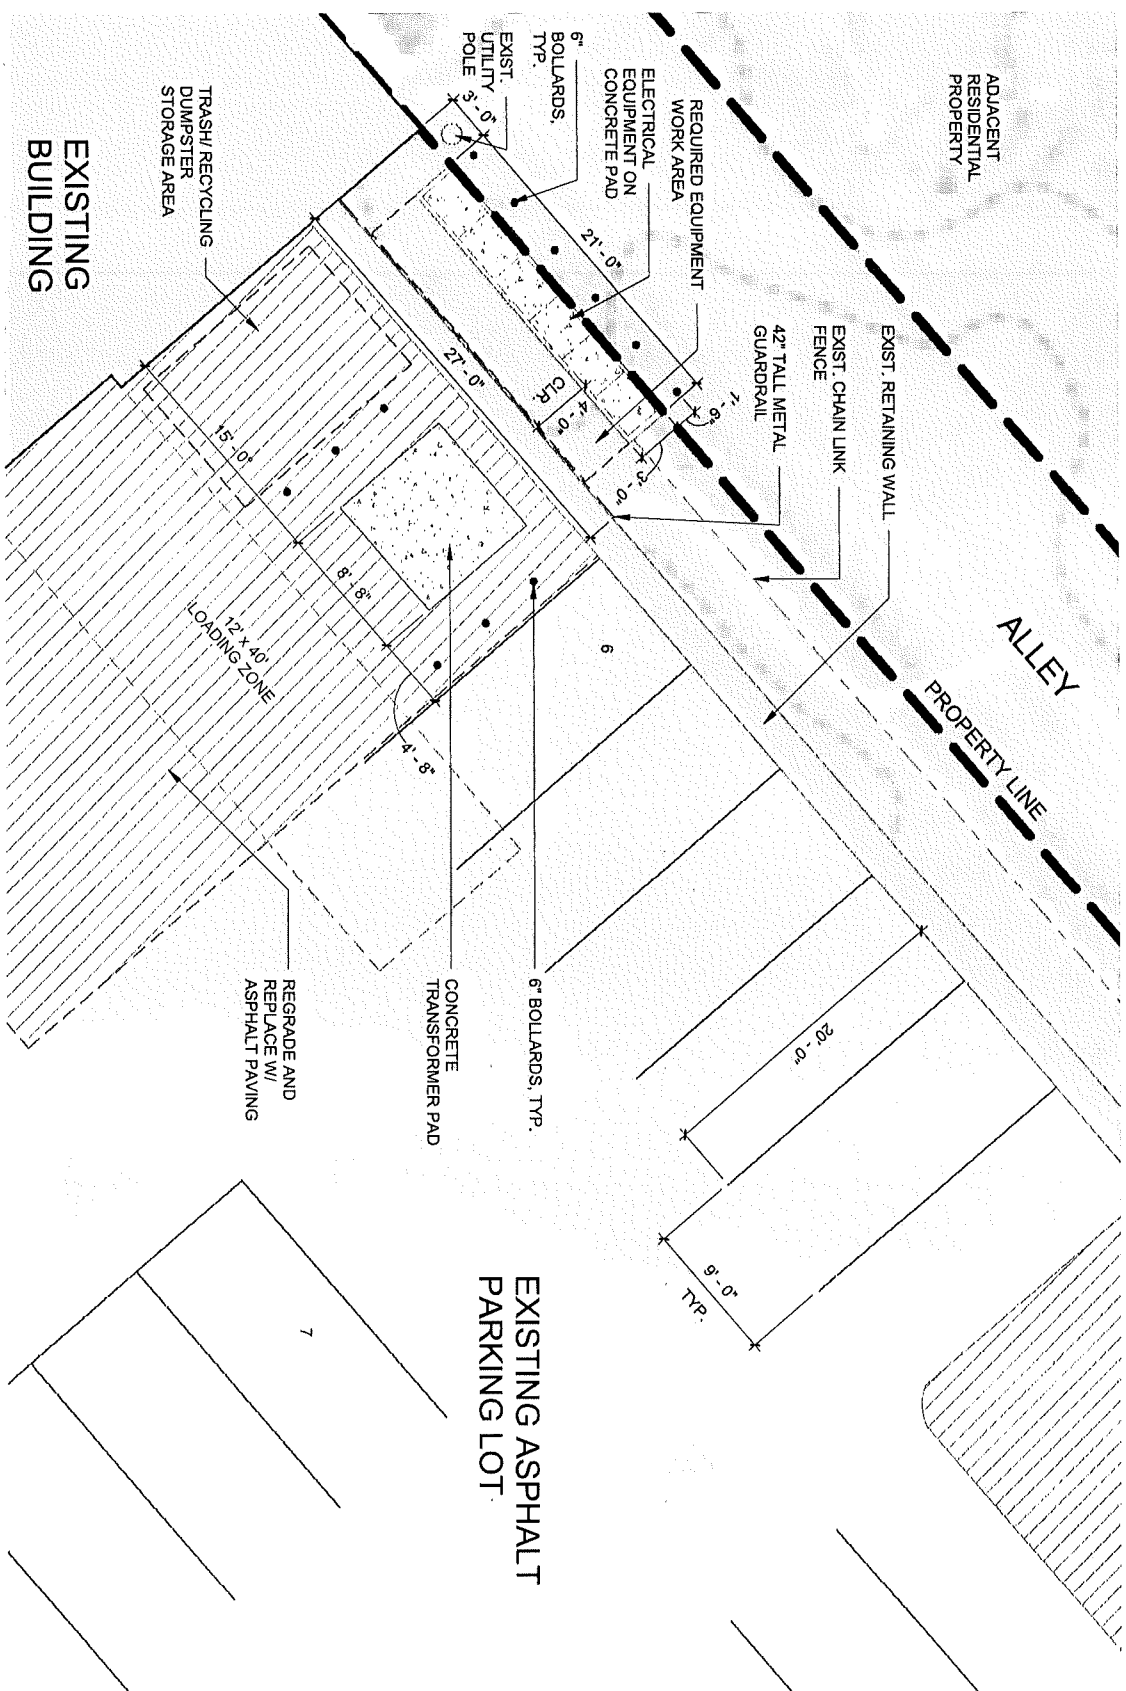 ADJACENT
RESIDENTIAL
PROPERTY
ALLEY
PROPERTY LINE
EXIST. RETAINING WALL
EXIST. CHAIN LINK
FENCE
42" TALL METAL
GUARDRAIL
REQUIRED EQUIPMENT
WORK AREA
ELECTRICAL
EQUIPMENT ON
CONCRETE PAD
6"
BOLLARDS,
TYP.
EXIST.
UTILITY
POLE
3'- 0"
21'- 0"
3'- 0"
4'- 0"
CLR.
27'- 0"
TRASH/ RECYCLING
DUMPSTER
STORAGE AREA
EXISTING
BUILDING
15'- 0"
8'- 8"
4'- 8"
12' X 40'
LOADING ZONE
6
6" BOLLARDS, TYP.
CONCRETE
TRANSFORMER PAD
REGRADE AND
REPLACE W/
ASPHALT PAVING
20'- 0"
9'- 0"
TYP.
EXISTING ASPHALT
PARKING LOT
7